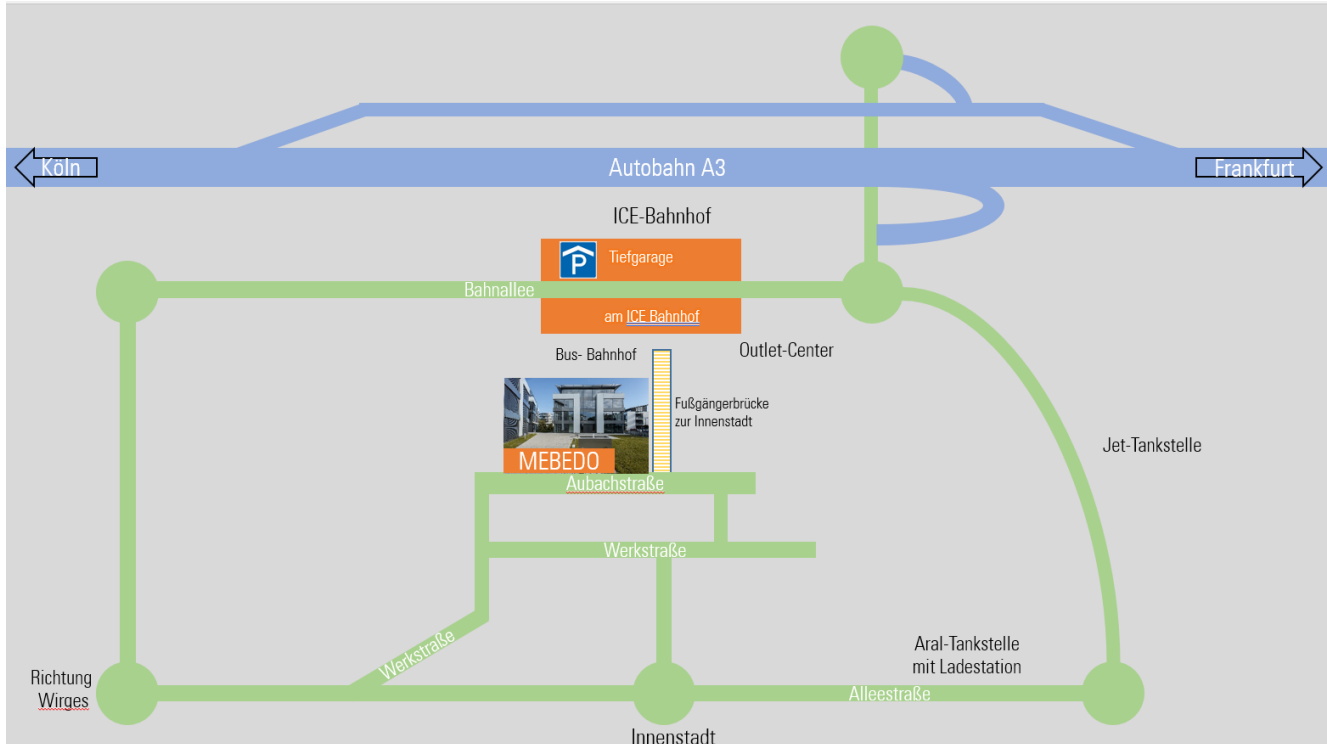 Köln
Autobahn A3
Frankfurt
ICE-Bahnhof
P
Tiefgarage
Bahnallee
am ICE Bahnhof
Bus- Bahnhof
Outlet-Center
Fußgängerbrücke
zur Innenstadt
Jet-Tankstelle
MEBEDO
Aubachstraße
Werkstraße
Werkstraße
Aral-Tankstelle
mit Ladestation
Richtung
Wirges
Alleestraße
Innenstadt